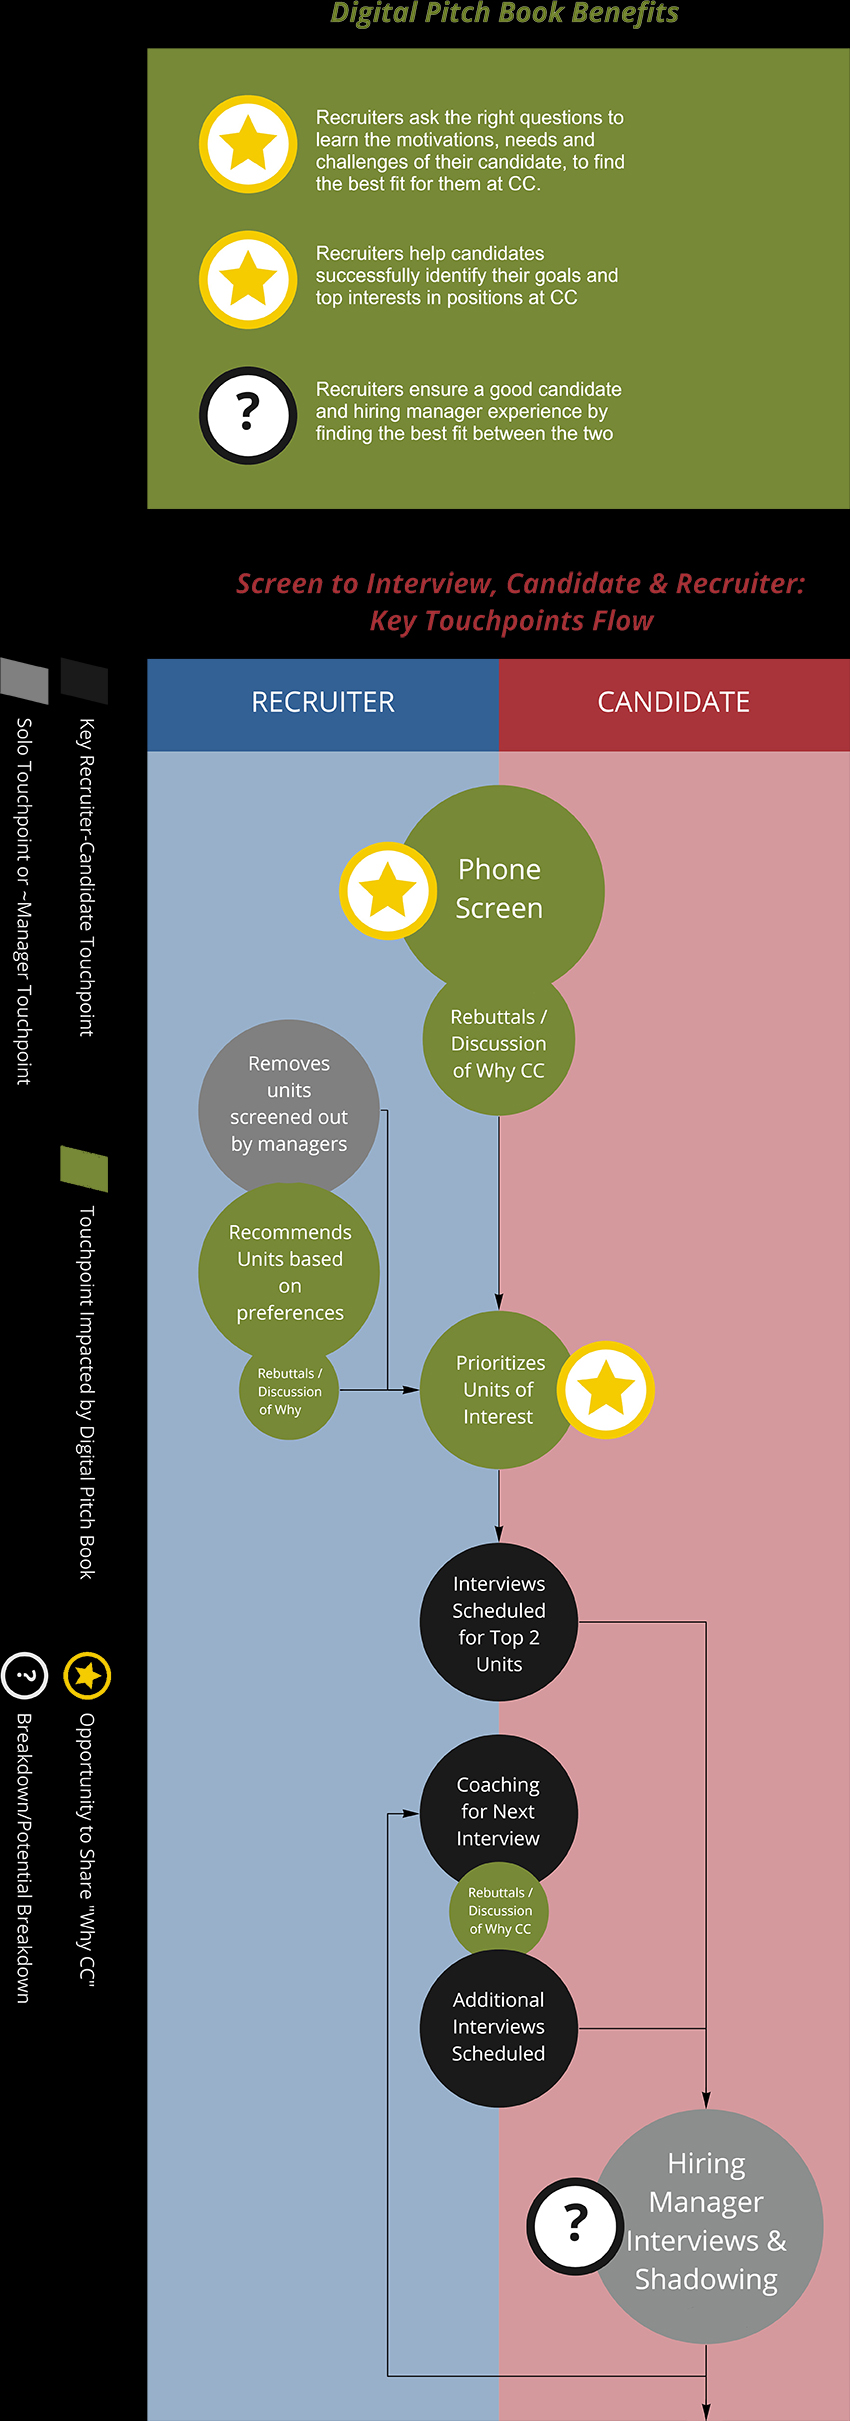 Digital Pitch Book Benefits
Recruiters ask the right questions to
learn the motivations, needs and
challenges of their candidate, to find
the best fit for them at CC.
Recruiters help candidates
successfully identify their goals and
top interests in positions at CC
?
Recruiters ensure a good candidate
and hiring manager experience by
finding the best fit between the two
Screen to Interview, Candidate & Recruiter:
Key Touchpoints Flow
Key Recruiter-Candidate Touchpoint
Solo Touchpoint or ~Manager Touchpoint
Touchpoint Impacted by Digital Pitch Book
Opportunity to Share "Why CC"
?
Breakdown/Potential Breakdown
RECRUITER
CANDIDATE
Phone
Screen
Rebuttals /
Discussion
of Why CC
Removes
units
screened out
by managers
Recommends
Units based
on
preferences
Rebuttals /
Discussion
of Why
Prioritizes
Units of
Interest
Interviews
Scheduled
for Top 2
Units
Coaching
for Next
Interview
Rebuttals /
Discussion
of Why CC
Additional
Interviews
Scheduled
?
Hiring
Manager
Interviews &
Shadowing